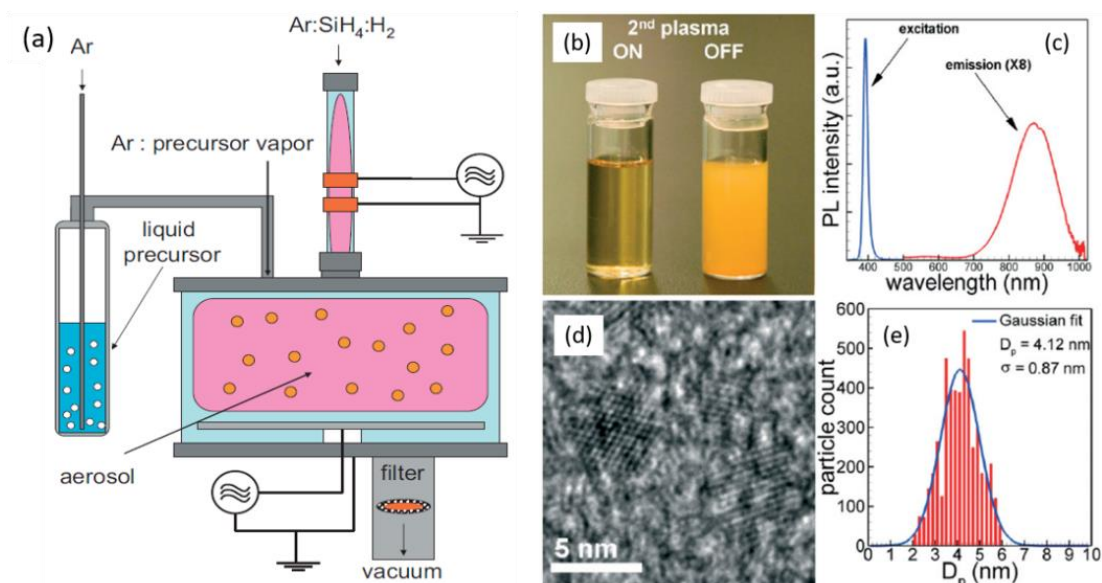 (a)
Ar:SiH₄:H₂
Ar
Ar : precursor vapor
liquid
precursor
aerosol
filter
vacuum
(b)
2nd plasma
ON OFF
(c)
excitation
emission (X8)
PL intensity (a.u.)
400 500 600 700 800 900 1000
wavelength (nm)
(d)
5 nm
(e)
Gaussian fit
Dₚ = 4.12 nm
σ = 0.87 nm
particle count
600
500
400
300
200
100
0
0 1 2 3 4 5 6 7 8 9 10
Dₚ [nm]